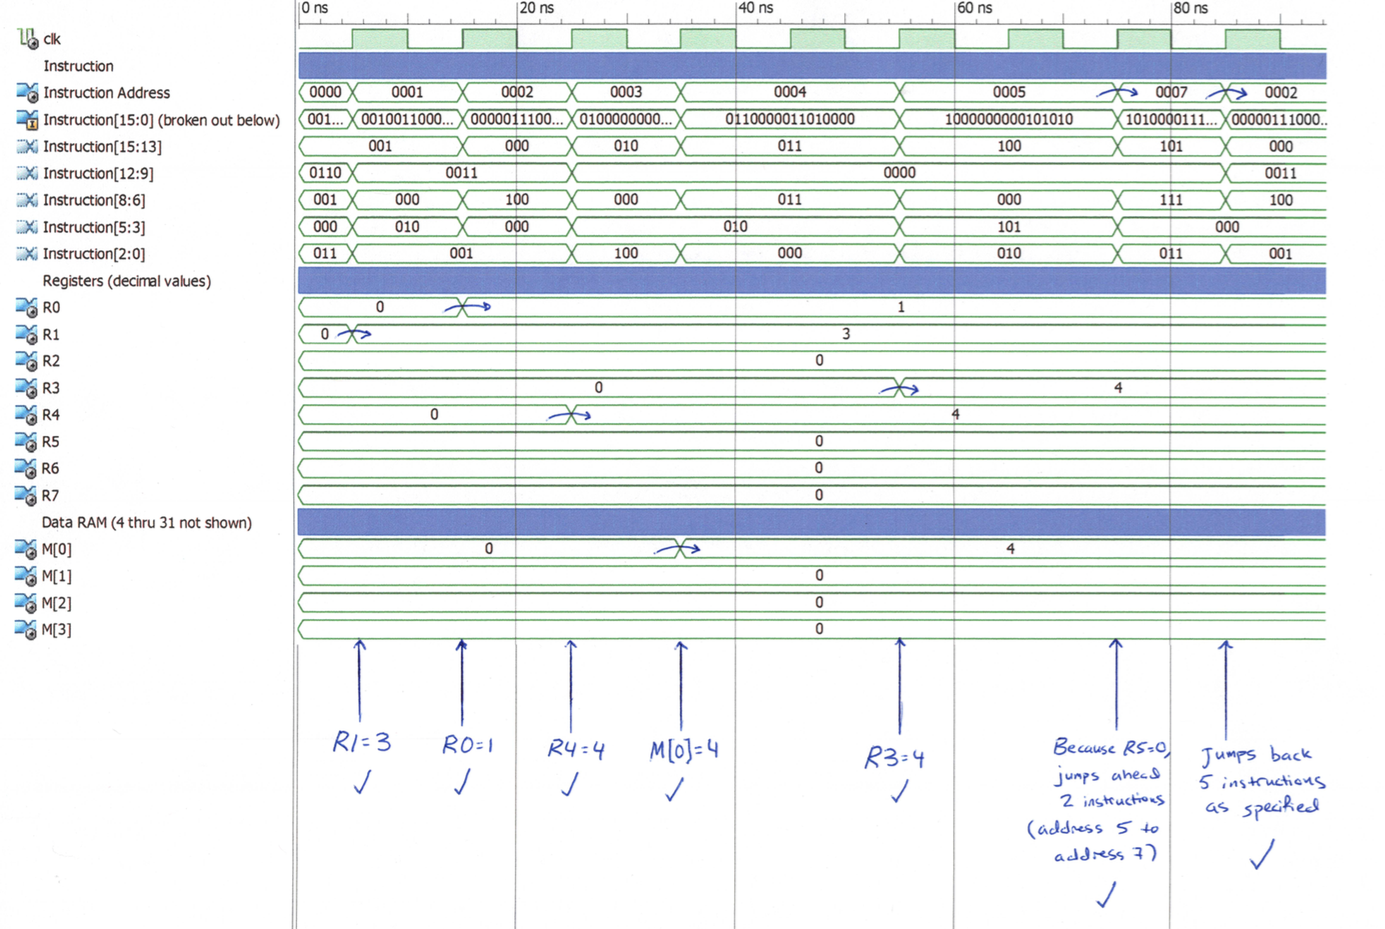 0 ns 20 ns 40 ns 60 ns 80 ns
clk
Instruction
Instruction Address 0000 0001 0002 0003 0004 0005 0007 0002
Instruction[15:0] (broken out below) 001... 0010011000... 0000011100... 0100000000... 0110000011010000 1000000000101010 1010000111... 00000111000..
Instruction[15:13] 001 000 010 011 100 101 000
Instruction[12:9] 0110 0011 0000 0011
Instruction[8:6] 001 000 100 000 011 000 111 100
Instruction[5:3] 000 010 000 010 101 000
Instruction[2:0] 011 001 100 000 010 011 001
Registers (decimal values)
R0 0 1
R1 0 3
R2 0
R3 0 4
R4 0 4
R5 0
R6 0
R7 0
Data RAM (4 thru 31 not shown)
M[0] 0 4
M[1] 0
M[2] 0
M[3] 0
R1=3
R0=1
R4=4
M[0]=4
R3=4
Because R5=0,
jumps ahead
2 instructions
(address 5 to
address 7)
Jumps back
5 instructions
as specified